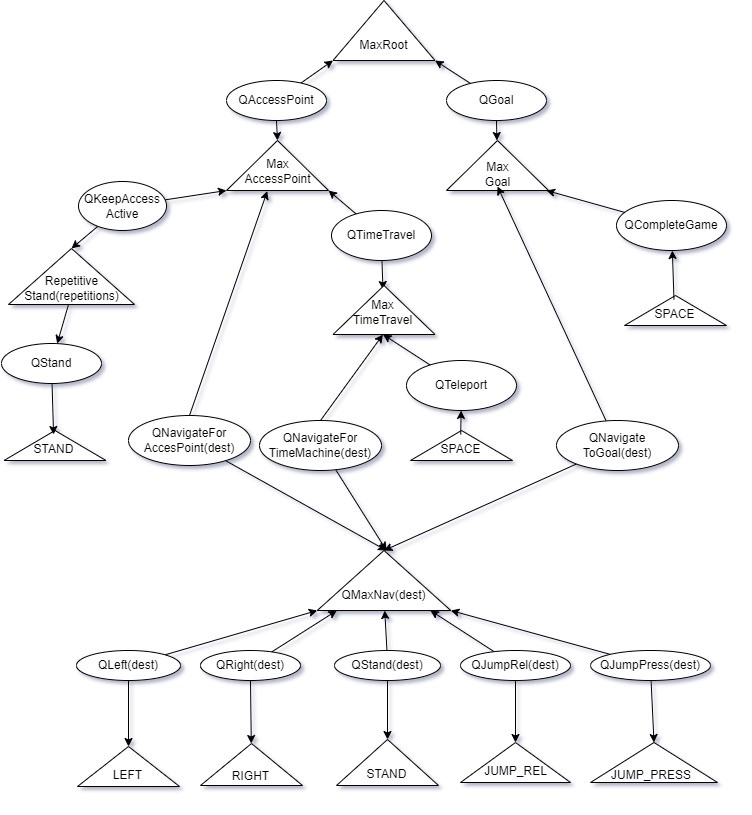 MaxRoot
QAccessPoint
QGoal
Max
AccessPoint
Max
Goal
QKeepAccess
Active
QTimeTravel
QCompleteGame
Repetitive
Stand(repetitions)
Max
TimeTravel
SPACE
QStand
QTeleport
QNavigateFor
AccesPoint(dest)
QNavigateFor
TimeMachine(dest)
QNavigate
ToGoal(dest)
STAND
SPACE
QMaxNav(dest)
QLeft(dest)
QRight(dest)
QStand(dest)
QJumpRel(dest)
QJumpPress(dest)
LEFT
RIGHT
STAND
JUMP_REL
JUMP_PRESS